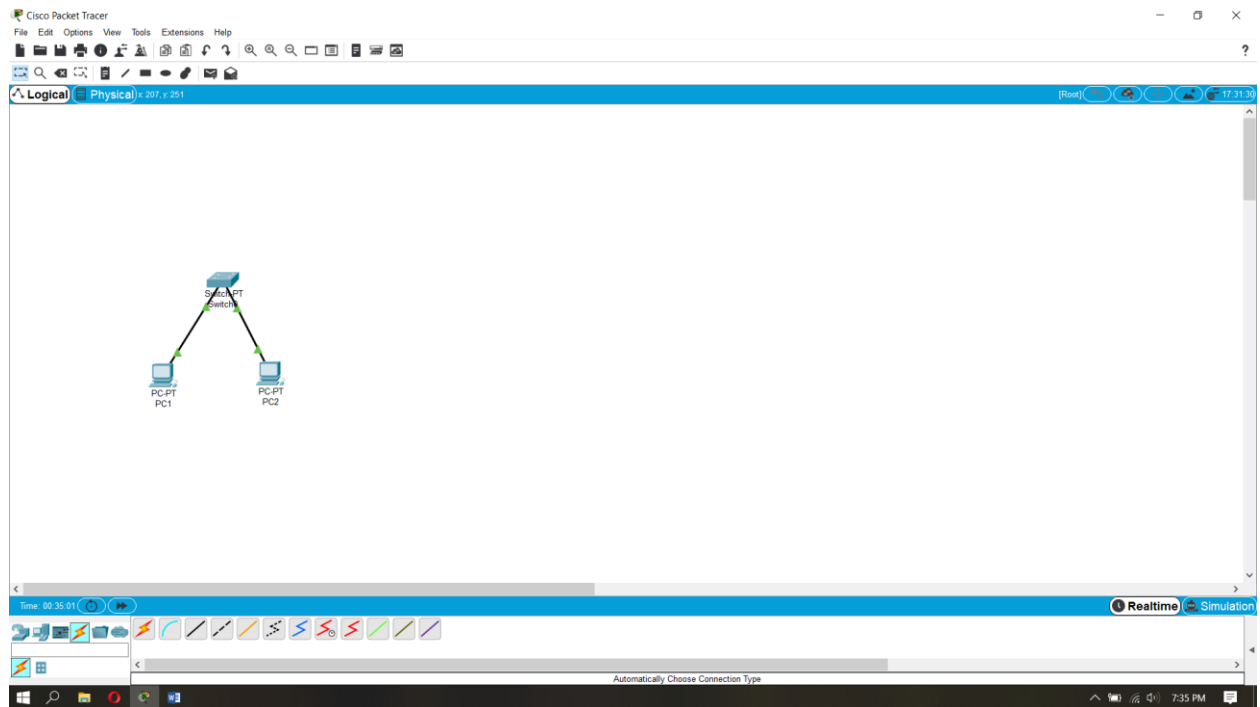 Cisco Packet Tracer
File Edit Options View Tools Extensions Help
?
Logical Physical x: 207, y: 251 [Root] 17:31:30
Switch-PT
PC-PT
PC1
PC-PT
PC2
Time: 00:35:01 Realtime Simulation
Automatically Choose Connection Type
7:35 PM